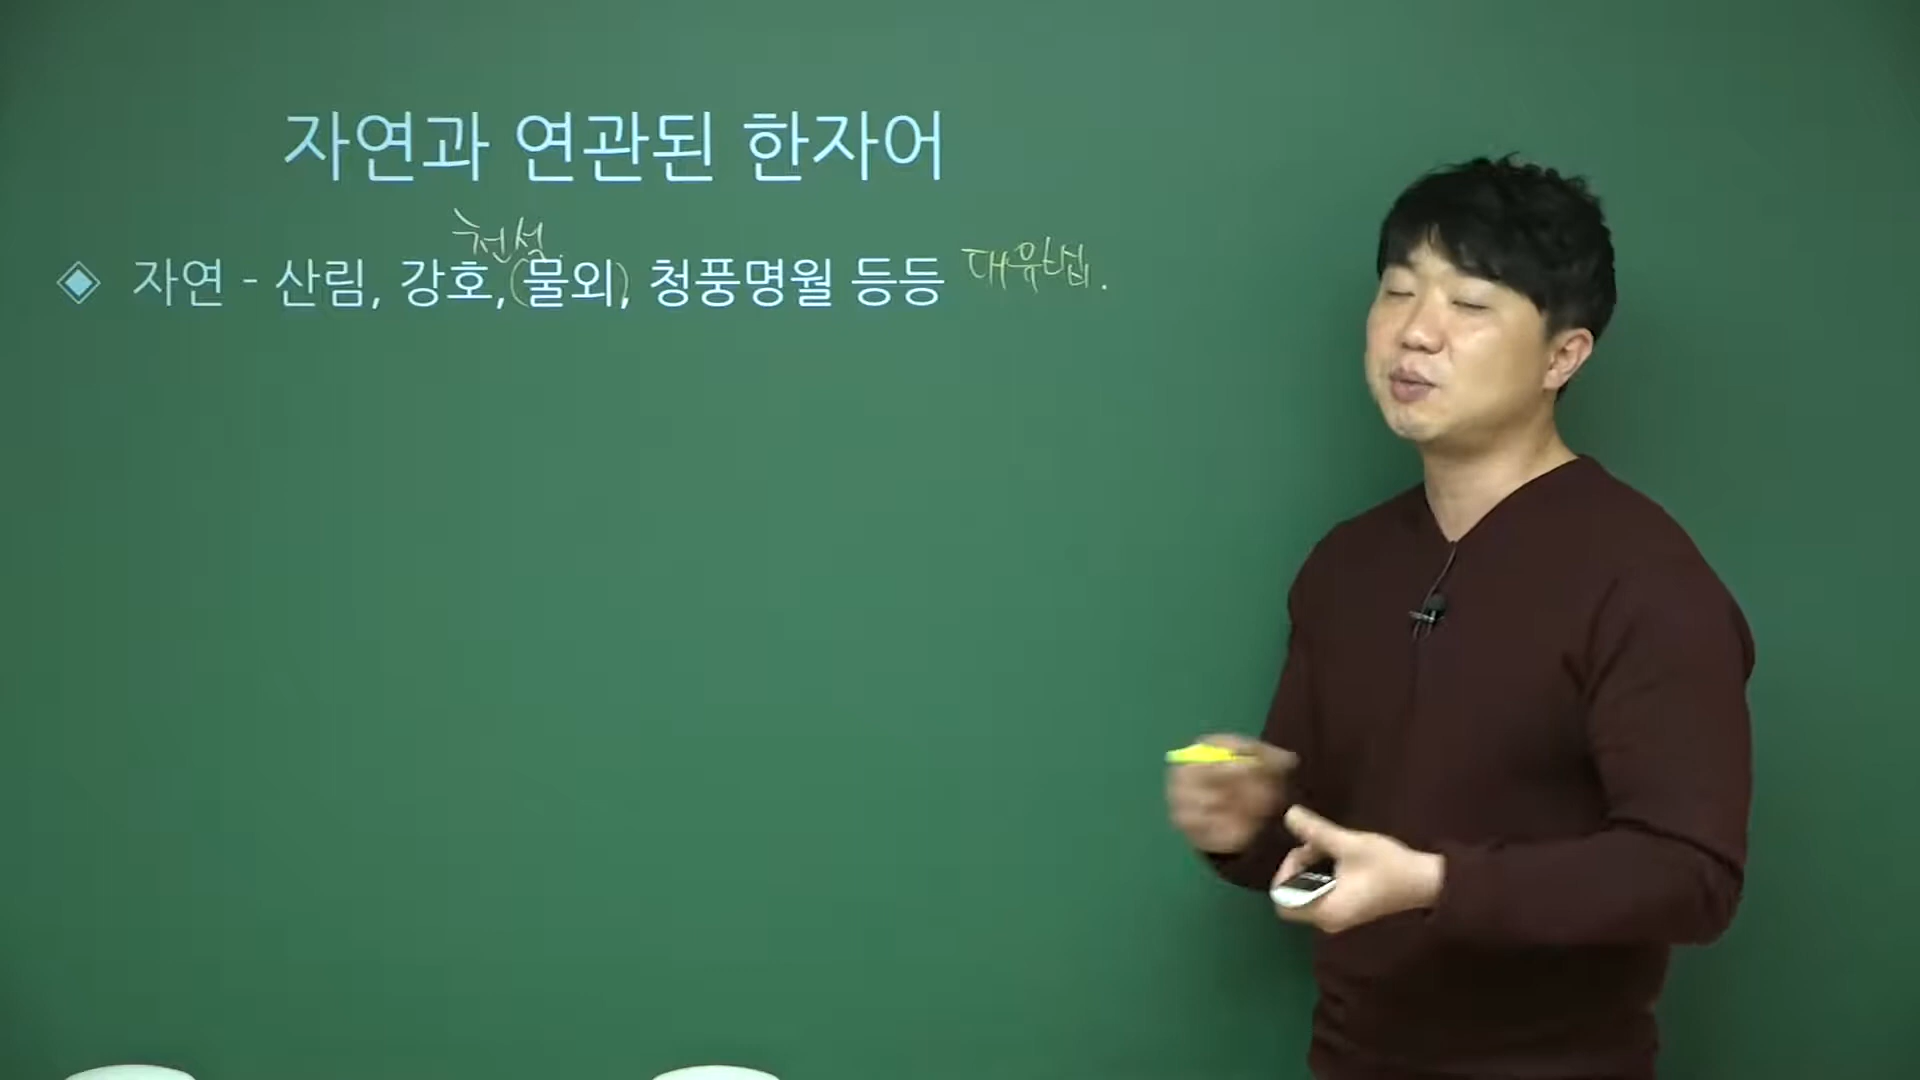 자연과 연관된 한자어
천석
◈ 자연 - 산림, 강호, (물외), 청풍명월 등등 대유법.